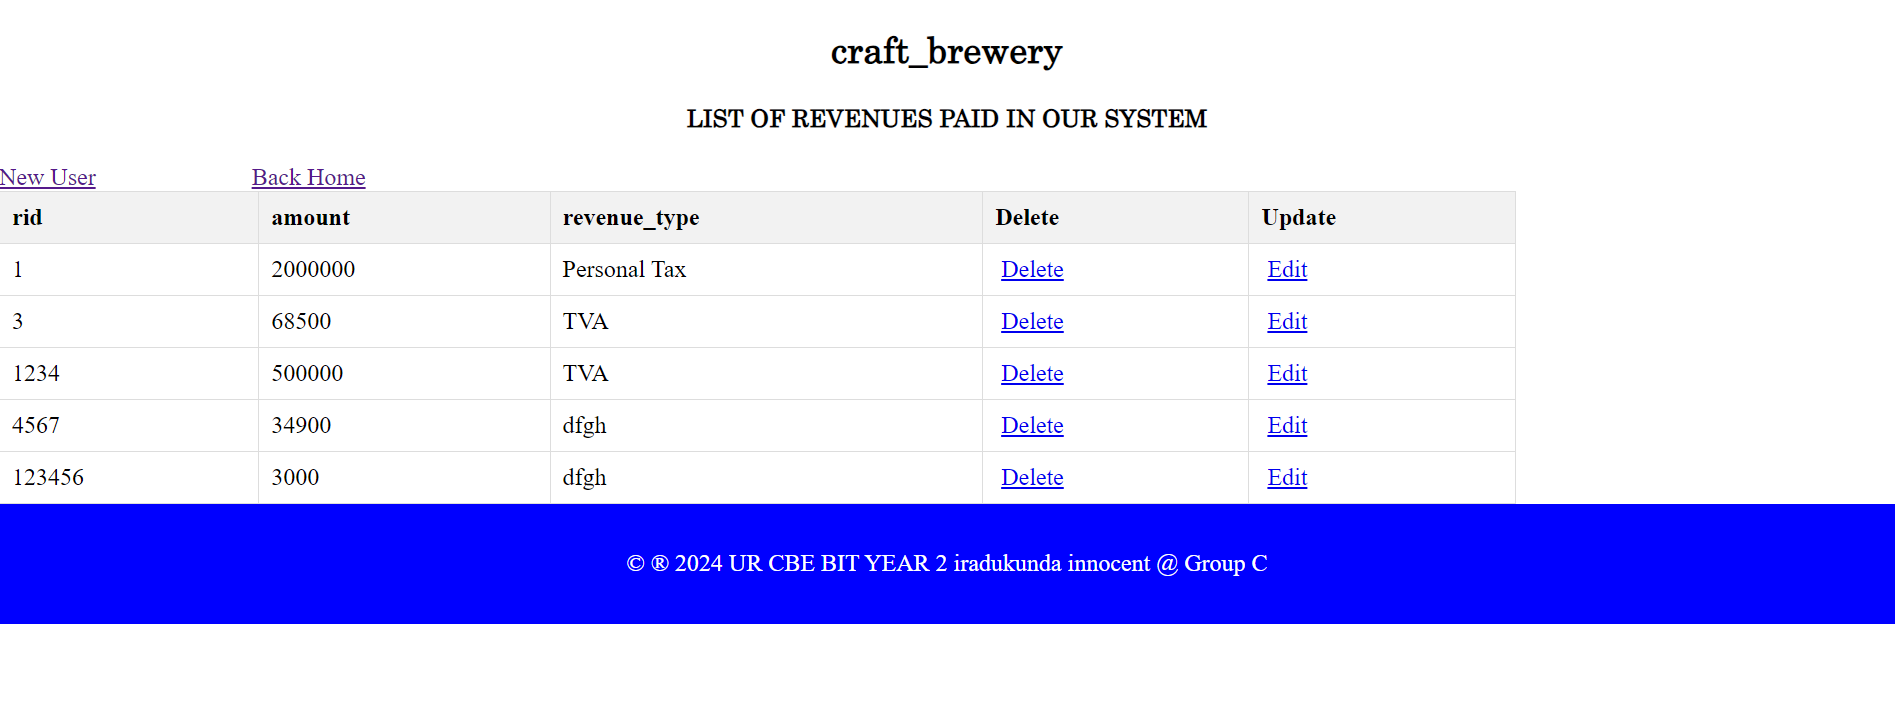 craft_brewery
LIST OF REVENUES PAID IN OUR SYSTEM
New User Back Home
rid amount revenue_type Delete Update
1 2000000 Personal Tax Delete Edit
3 68500 TVA Delete Edit
1234 500000 TVA Delete Edit
4567 34900 dfgh Delete Edit
123456 3000 dfgh Delete Edit
© ® 2024 UR CBE BIT YEAR 2 iradukunda innocent @ Group C